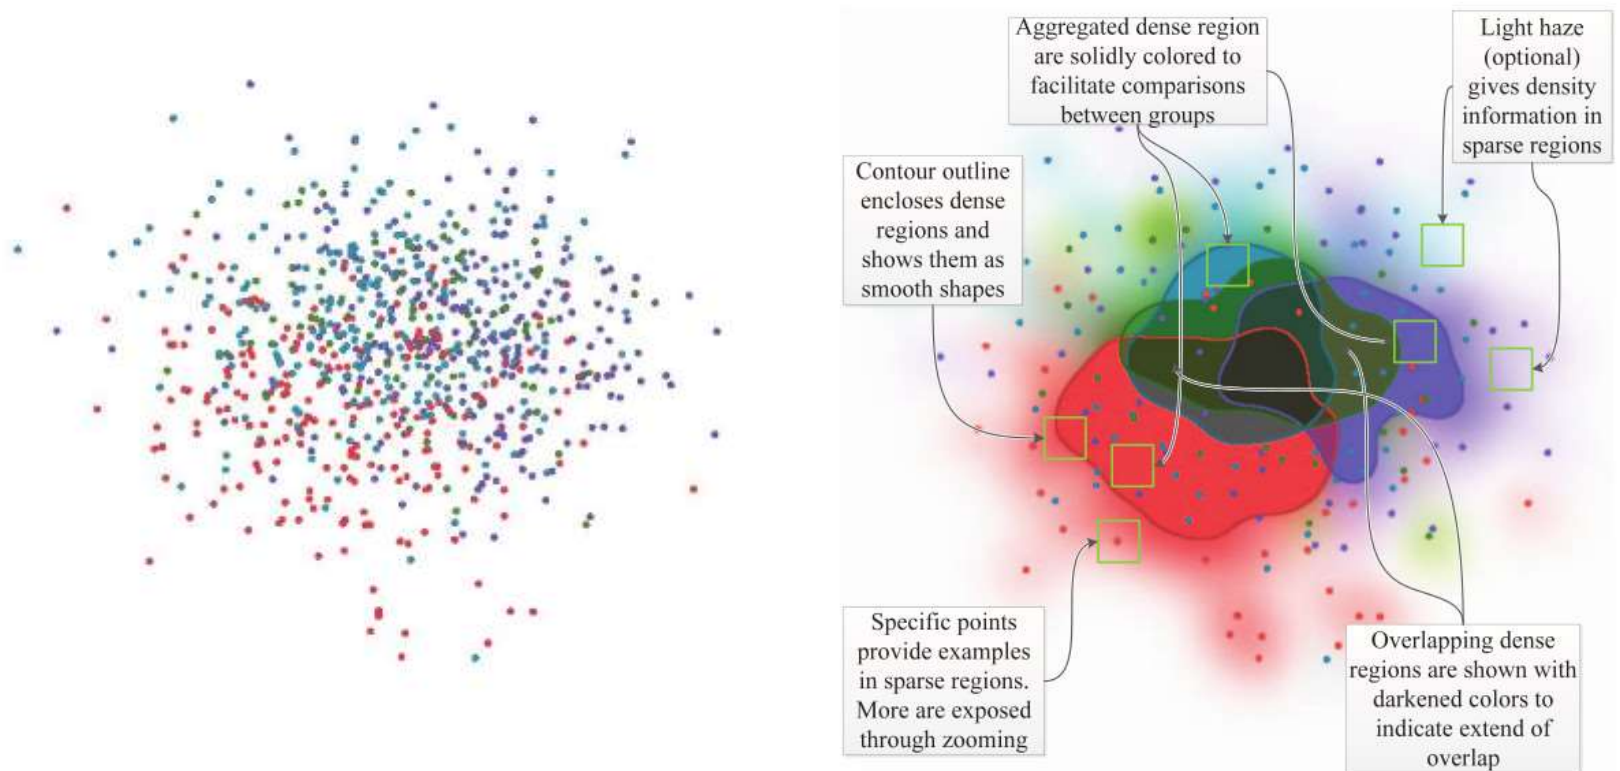 Aggregated dense region
are solidly colored to
facilitate comparisons
between groups
Light haze
(optional)
gives density
information in
sparse regions
Contour outline
encloses dense
regions and
shows them as
smooth shapes
Specific points
provide examples
in sparse regions.
More are exposed
through zooming
Overlapping dense
regions are shown with
darkened colors to
indicate extend of
overlap